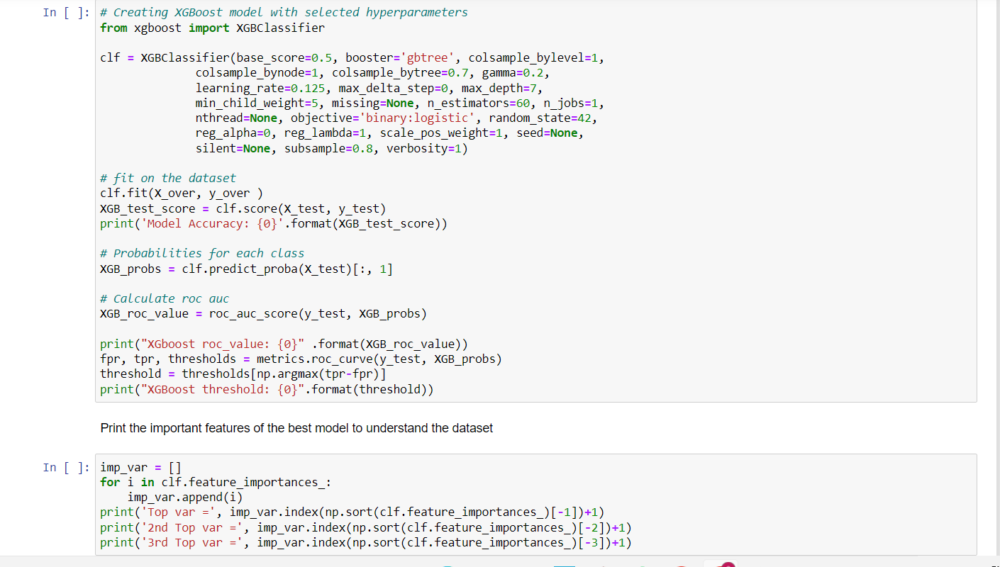 In [ ]: # Creating XGBoost model with selected hyperparameters
from xgboost import XGBClassifier
clf = XGBClassifier(base_score=0.5, booster='gbtree', colsample_bylevel=1,
colsample_bynode=1, colsample_bytree=0.7, gamma=0.2,
learning_rate=0.125, max_delta_step=0, max_depth=7,
min_child_weight=5, missing=None, n_estimators=60, n_jobs=1,
nthread=None, objective='binary:logistic', random_state=42,
reg_alpha=0, reg_lambda=1, scale_pos_weight=1, seed=None,
silent=None, subsample=0.8, verbosity=1)
# fit on the dataset
clf.fit(X_over, y_over )
XGB_test_score = clf.score(X_test, y_test)
print('Model Accuracy: {0}'.format(XGB_test_score))
# Probabilities for each class
XGB_probs = clf.predict_proba(X_test)[:, 1]
# Calculate roc auc
XGB_roc_value = roc_auc_score(y_test, XGB_probs)
print("XGboost roc_value: {0}" .format(XGB_roc_value))
fpr, tpr, thresholds = metrics.roc_curve(y_test, XGB_probs)
threshold = thresholds[np.argmax(tpr-fpr)]
print("XGBoost threshold: {0}".format(threshold))
Print the important features of the best model to understand the dataset
In [ ]: imp_var = []
for i in clf.feature_importances_:
imp_var.append(i)
print('Top var =', imp_var.index(np.sort(clf.feature_importances_)[-1])+1)
print('2nd Top var =', imp_var.index(np.sort(clf.feature_importances_)[-2])+1)
print('3rd Top var =', imp_var.index(np.sort(clf.feature_importances_)[-3])+1)